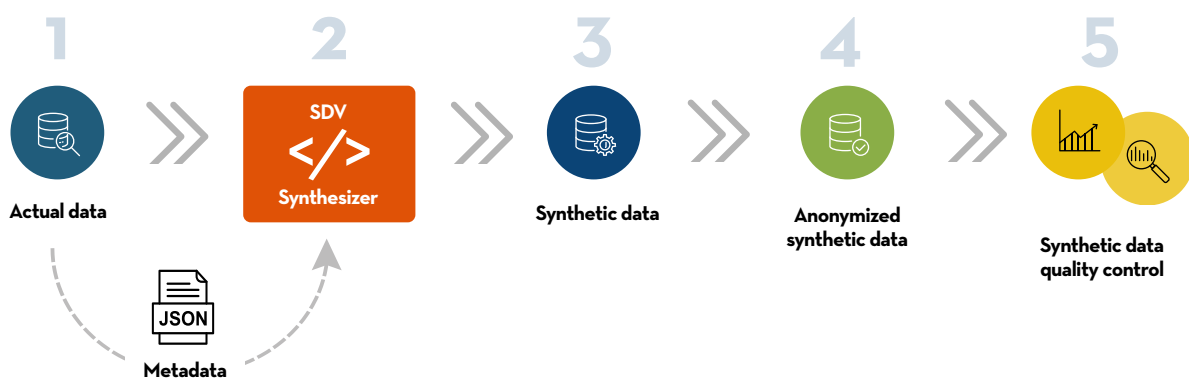 1
2
3
4
5
SDV
</>
Synthesizer
Actual data
Synthetic data
Anonymized
synthetic data
Synthetic data
quality control
JSON
Metadata